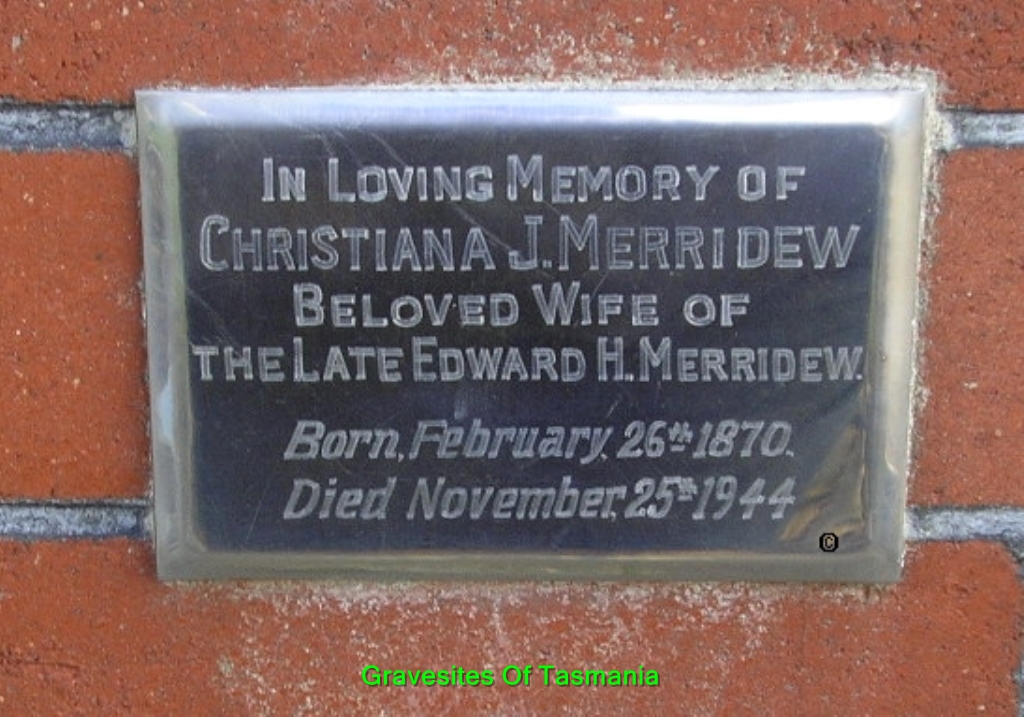 IN LOVING MEMORY OF
CHRISTIANA J. MERRIDEW
BELOVED WIFE OF
THE LATE EDWARD H. MERRIDEW.
Born, February, 26th 1870.
Died November, 25th 1944
©
Gravesites Of Tasmania